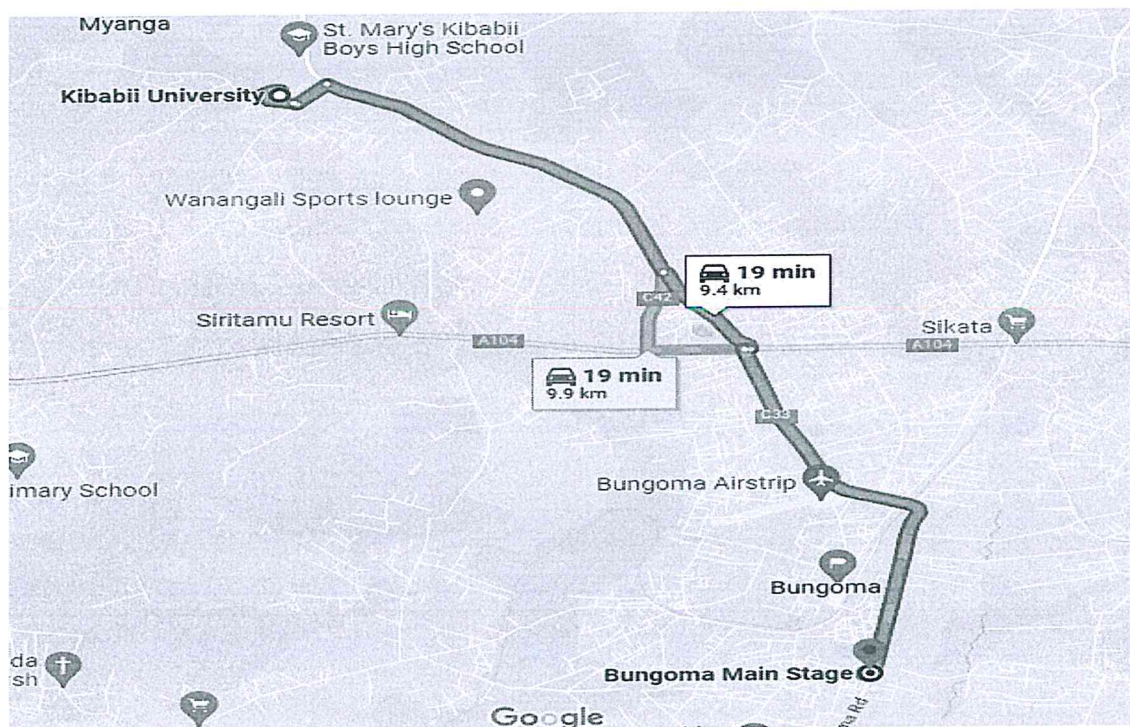 Myanga
St. Mary's Kibabii
Boys High School
Kibabii University
Wanangali Sports lounge
19 min
9.4 km
C42
Siritamu Resort
A104
Sikata
A104
19 min
9.9 km
C33
imary School
Bungoma Airstrip
Bungoma
da
sh
Bungoma Main Stage
Google